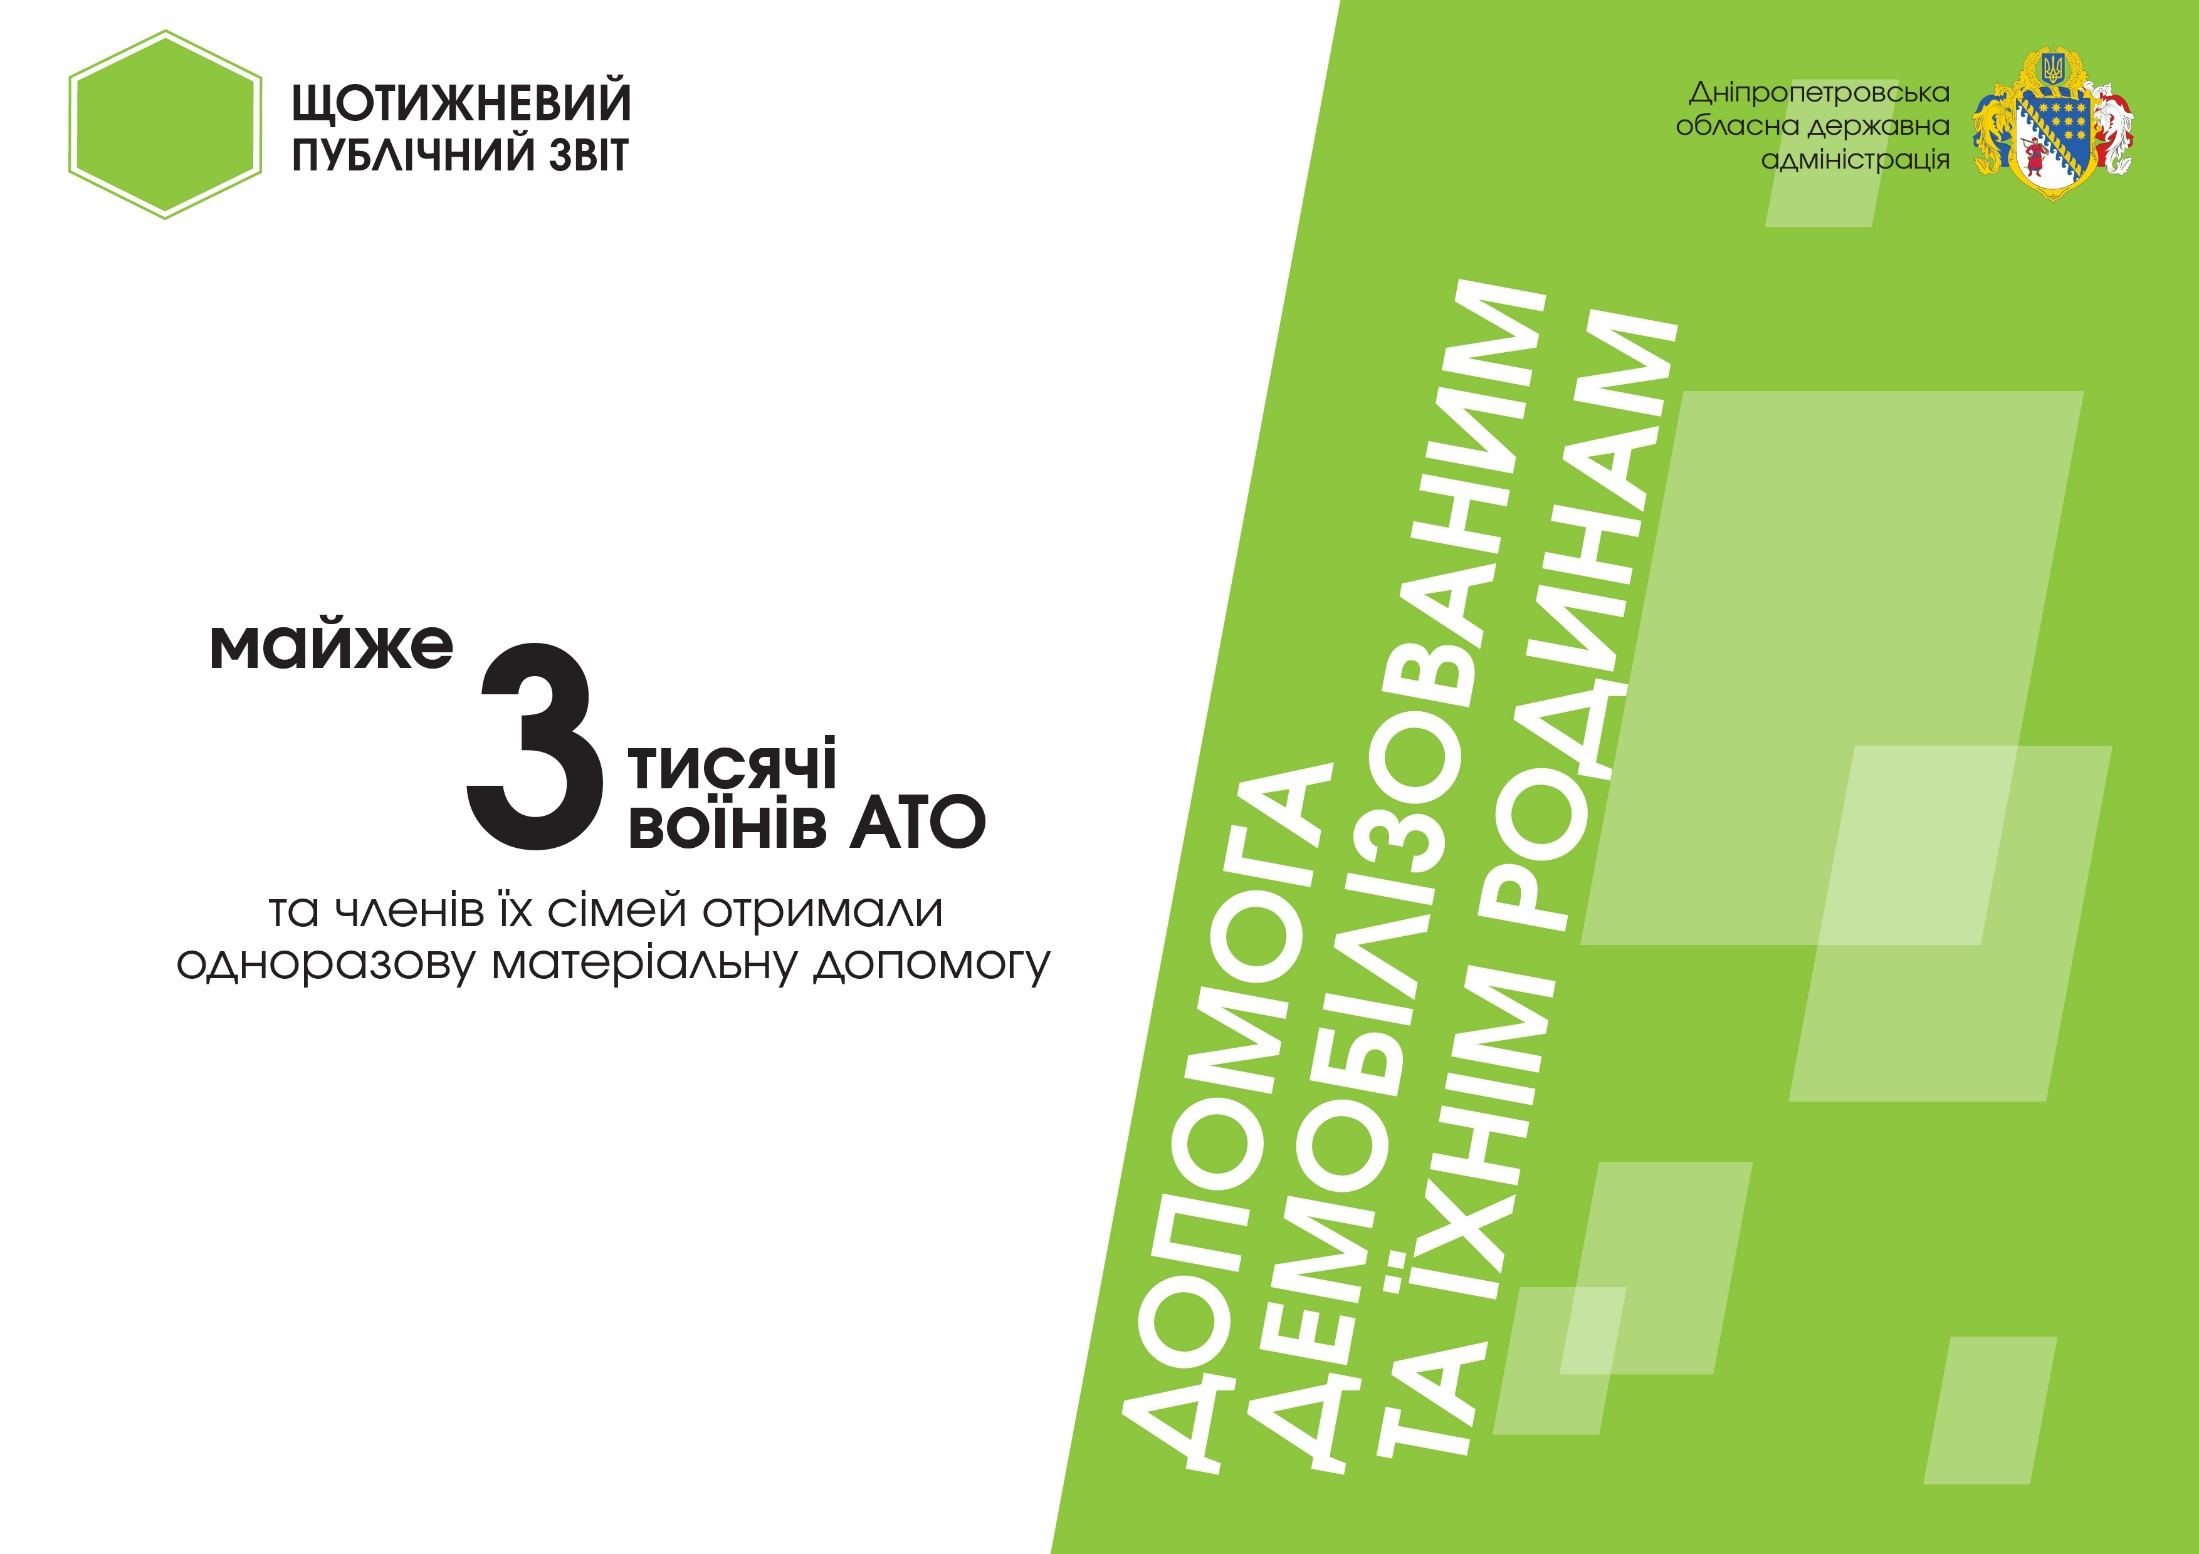 ЩОТИЖНЕВИЙ
ПУБЛІЧНИЙ ЗВІТ
Дніпропетровська
обласна державна
адміністрація
майже
3
тисячі
воїнів АТО
та членів їх сімей отримали
одноразову матеріальну допомогу
ДОПОМОГА
ДЕМОБІЛІЗОВАНИМ
ТА ЇХНІМ РОДИНАМ